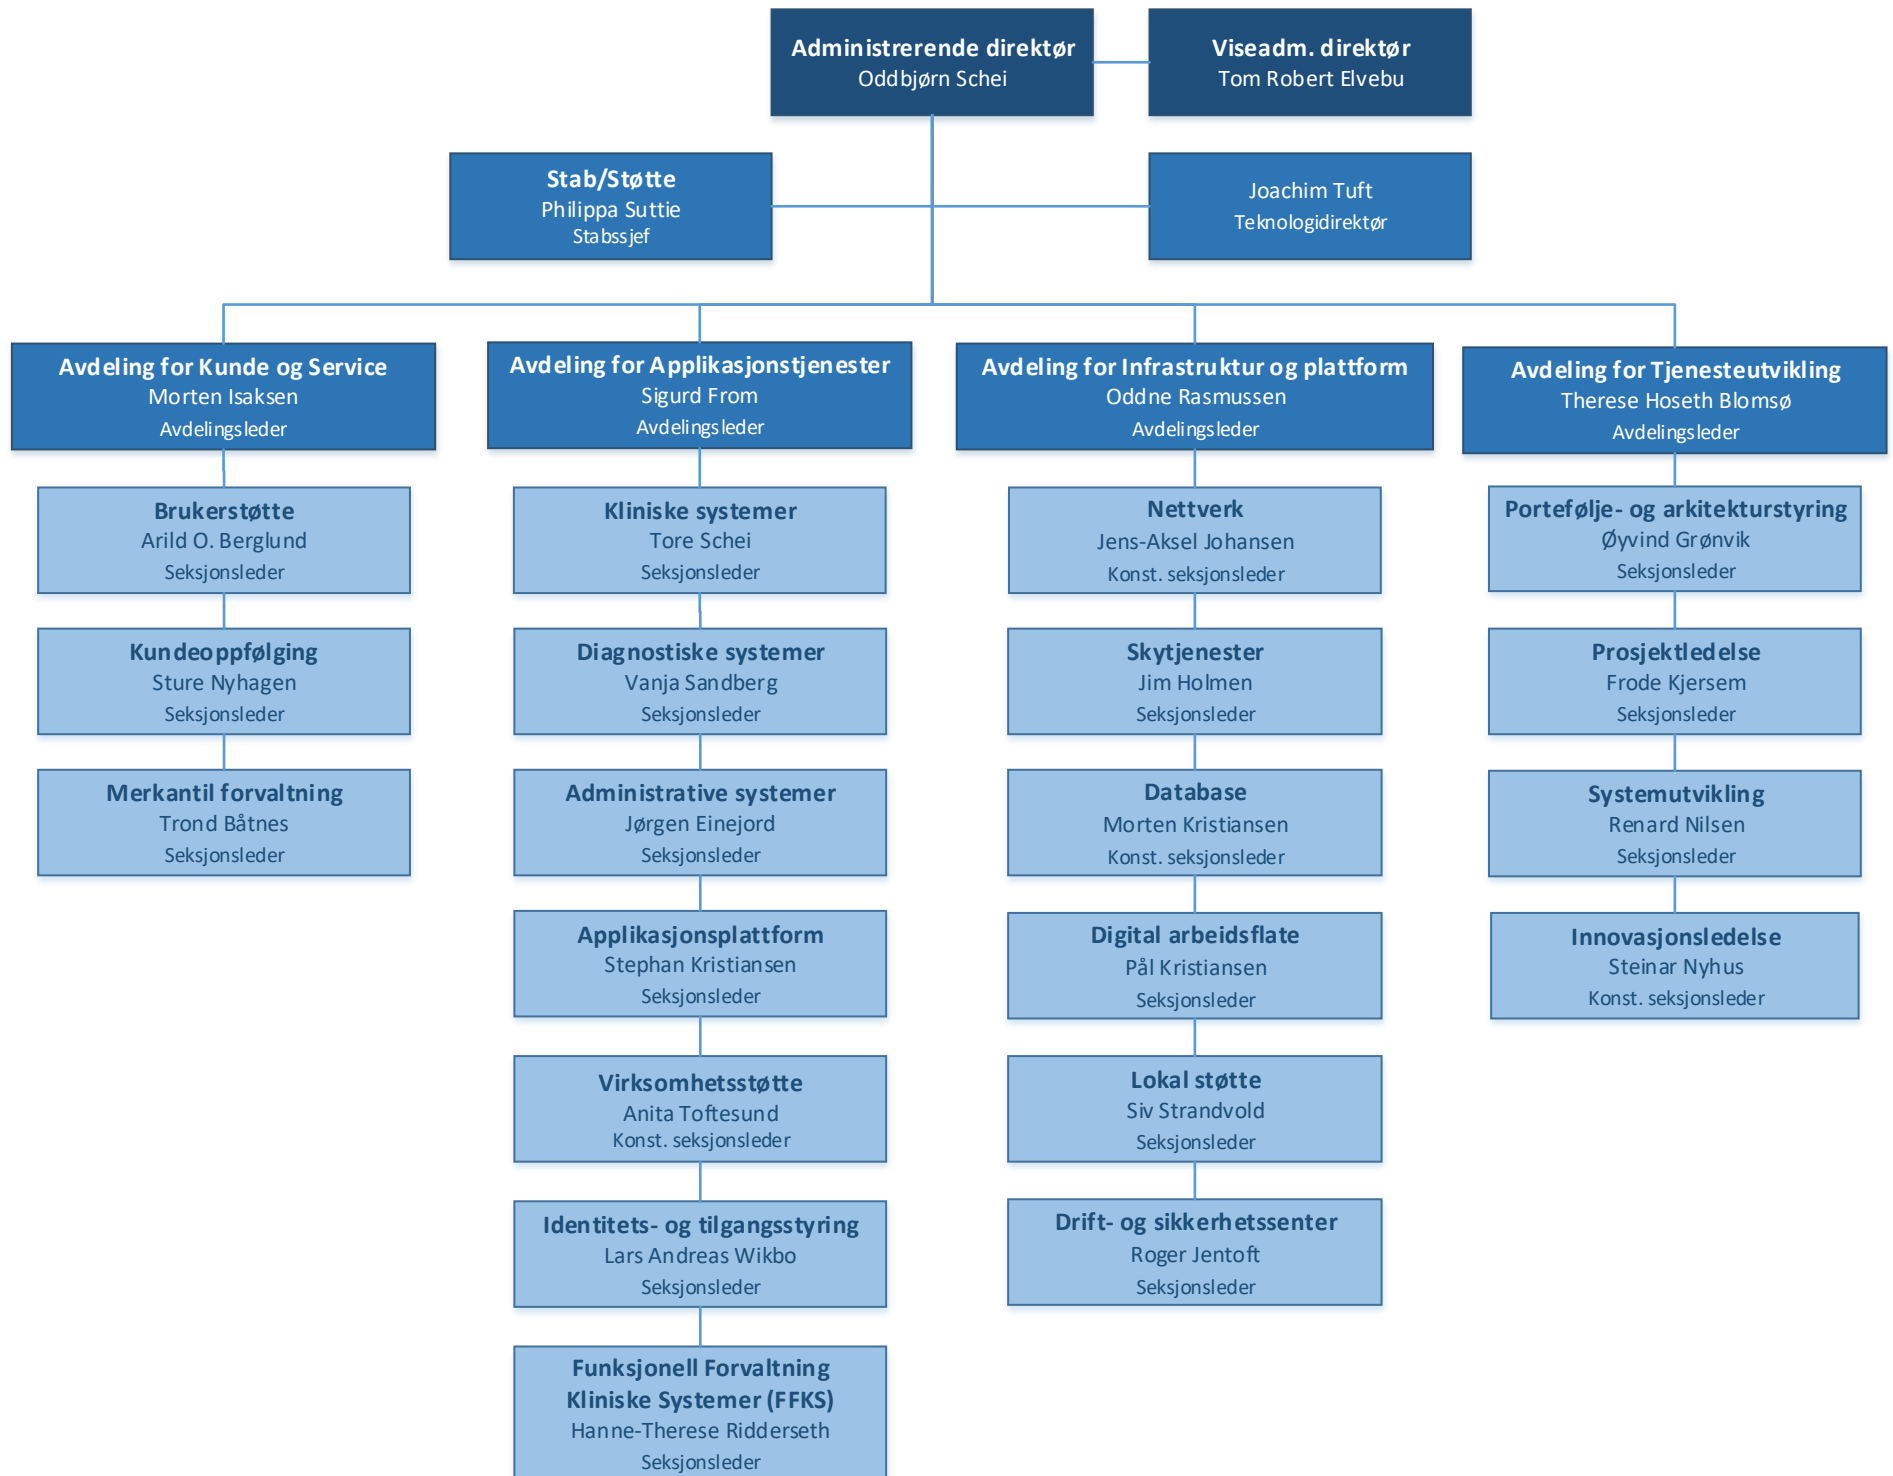 Administrerende direktør
Oddbjørn Schei
Viseadm. direktør
Tom Robert Elvebu
Stab/Støtte
Philippa Suttie
Stabssjef
Joachim Tuft
Teknologidirektør
Avdeling for Kunde og Service
Morten Isaksen
Avdelingsleder
Brukerstøtte
Arild O. Berglund
Seksjonsleder
Kundeoppfølging
Sture Nyhagen
Seksjonsleder
Merkantil forvaltning
Trond Båtnes
Seksjonsleder
Avdeling for Applikasjonstjenester
Sigurd From
Avdelingsleder
Kliniske systemer
Tore Schei
Seksjonsleder
Diagnostiske systemer
Vanja Sandberg
Seksjonsleder
Administrative systemer
Jørgen Einejord
Seksjonsleder
Applikasjonsplattform
Stephan Kristiansen
Seksjonsleder
Virksomhetsstøtte
Anita Toftesund
Konst. seksjonsleder
Identitets- og tilgangsstyring
Lars Andreas Wikbo
Seksjonsleder
Funksjonell Forvaltning
Kliniske Systemer (FFKS)
Hanne-Therese Ridderseth
Seksjonsleder
Avdeling for Infrastruktur og plattform
Oddne Rasmussen
Avdelingsleder
Nettverk
Jens-Aksel Johansen
Konst. seksjonsleder
Skytjenester
Jim Holmen
Seksjonsleder
Database
Morten Kristiansen
Konst. seksjonsleder
Digital arbeidsflate
Pål Kristiansen
Seksjonsleder
Lokal støtte
Siv Strandvold
Seksjonsleder
Drift- og sikkerhetssenter
Roger Jentoft
Seksjonsleder
Avdeling for Tjenesteutvikling
Therese Hoseth Blomsø
Avdelingsleder
Portefølje- og arkitekturstyring
Øyvind Grønvik
Seksjonsleder
Prosjektledelse
Frode Kjersem
Seksjonsleder
Systemutvikling
Renard Nilsen
Seksjonsleder
Innovasjonsledelse
Steinar Nyhus
Konst. seksjonsleder